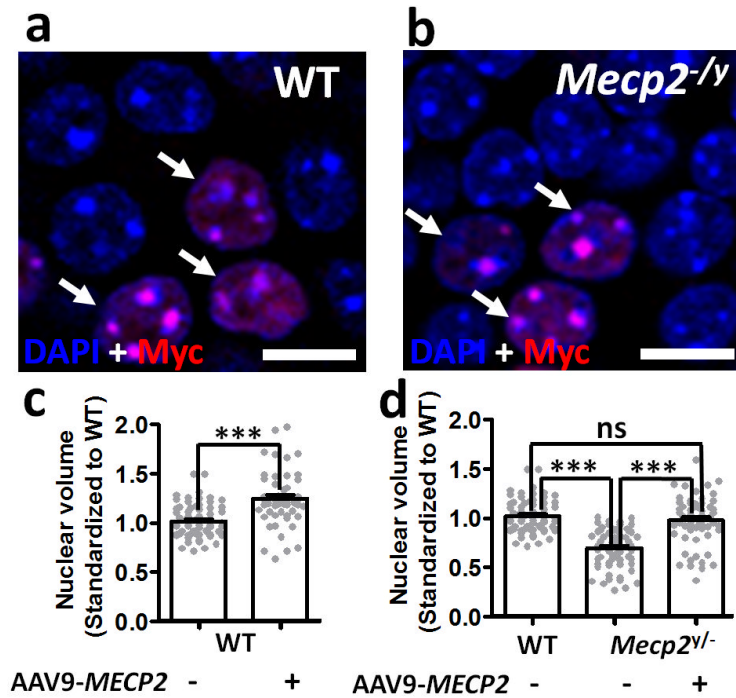 a
WT
DAPI + Myc
b
Mecp2-/y
DAPI + Myc
c
Nuclear volume
(Standardized to WT)
2.0
1.5
1.0
0.5
0.0
***
WT
AAV9-MECP2 - +
d
Nuclear volume
(Standardized to WT)
2.0
1.5
1.0
0.5
0.0
ns
*** ***
WT Mecp2y/-
AAV9-MECP2 - - +